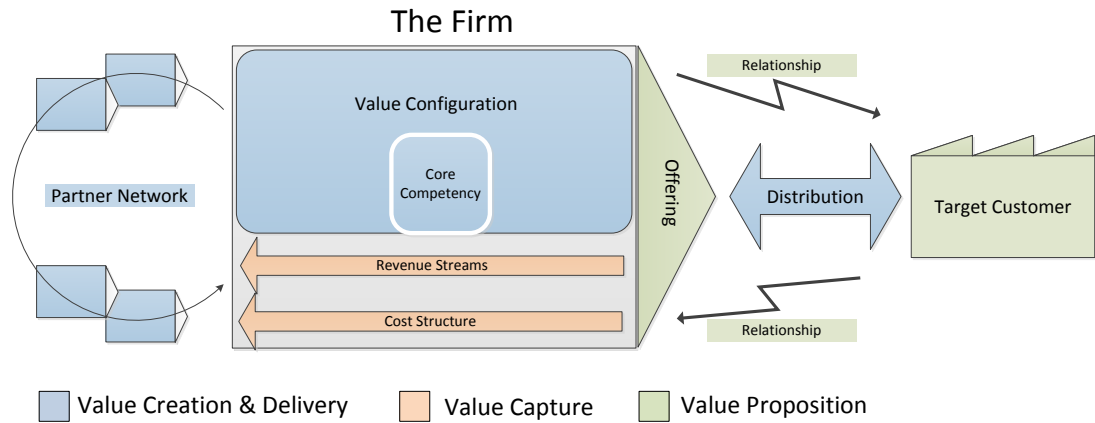 The Firm
Relationship
Value Configuration
Core
Competency
Partner Network
Offering
Distribution
Target Customer
Revenue Streams
Cost Structure
Relationship
Value Creation & Delivery
Value Capture
Value Proposition